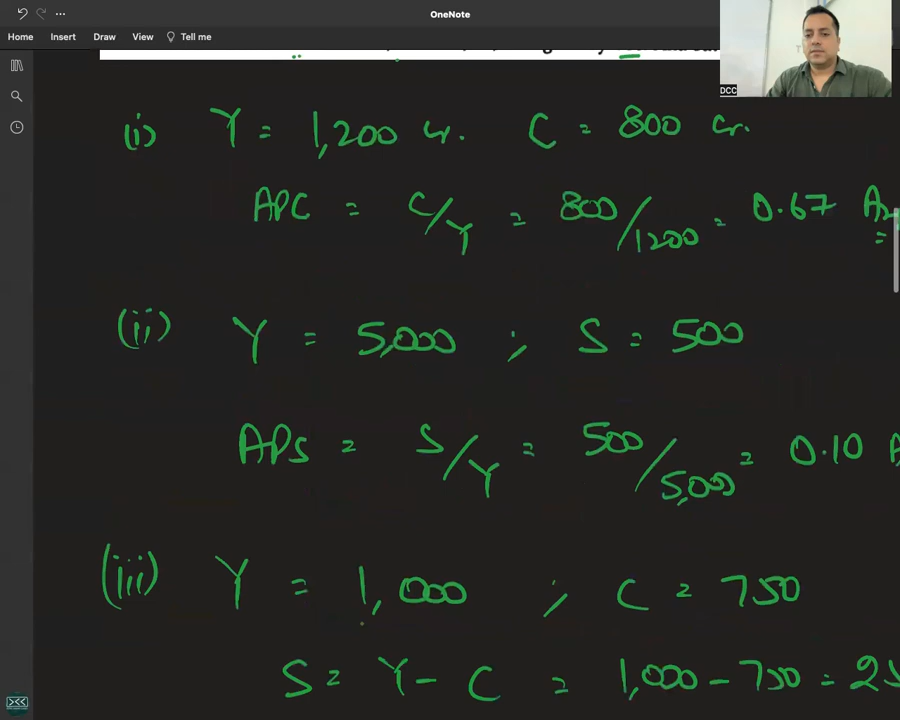 OneNote
Home Insert Draw View Tell me
DCC
(i) Y = 1,200 cr. C = 800 cr.
APC = C/Y = 800/1200 = 0.67
(ii) Y = 5,000 ; S = 500
APS = S/Y = 500/5,000 = 0.10
(iii) Y = 1,000 ; C = 750
S = Y - C = 1,000 - 750 =